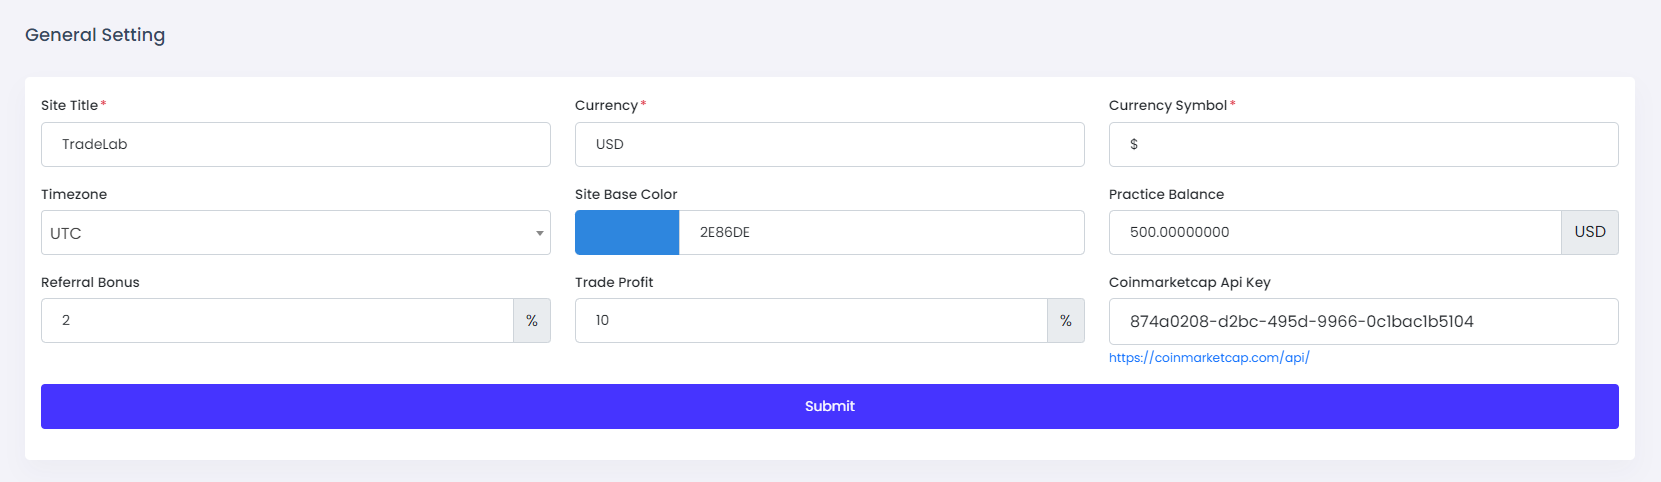 General Setting
Site Title*
Currency*
Currency Symbol*
TradeLab
USD
$
Timezone
Site Base Color
Practice Balance
UTC
2E86DE
500.00000000
USD
Referral Bonus
Trade Profit
Coinmarketcap Api Key
2
%
10
%
874a0208-d2bc-495d-9966-0c1bac1b5104
https://coinmarketcap.com/api/
Submit